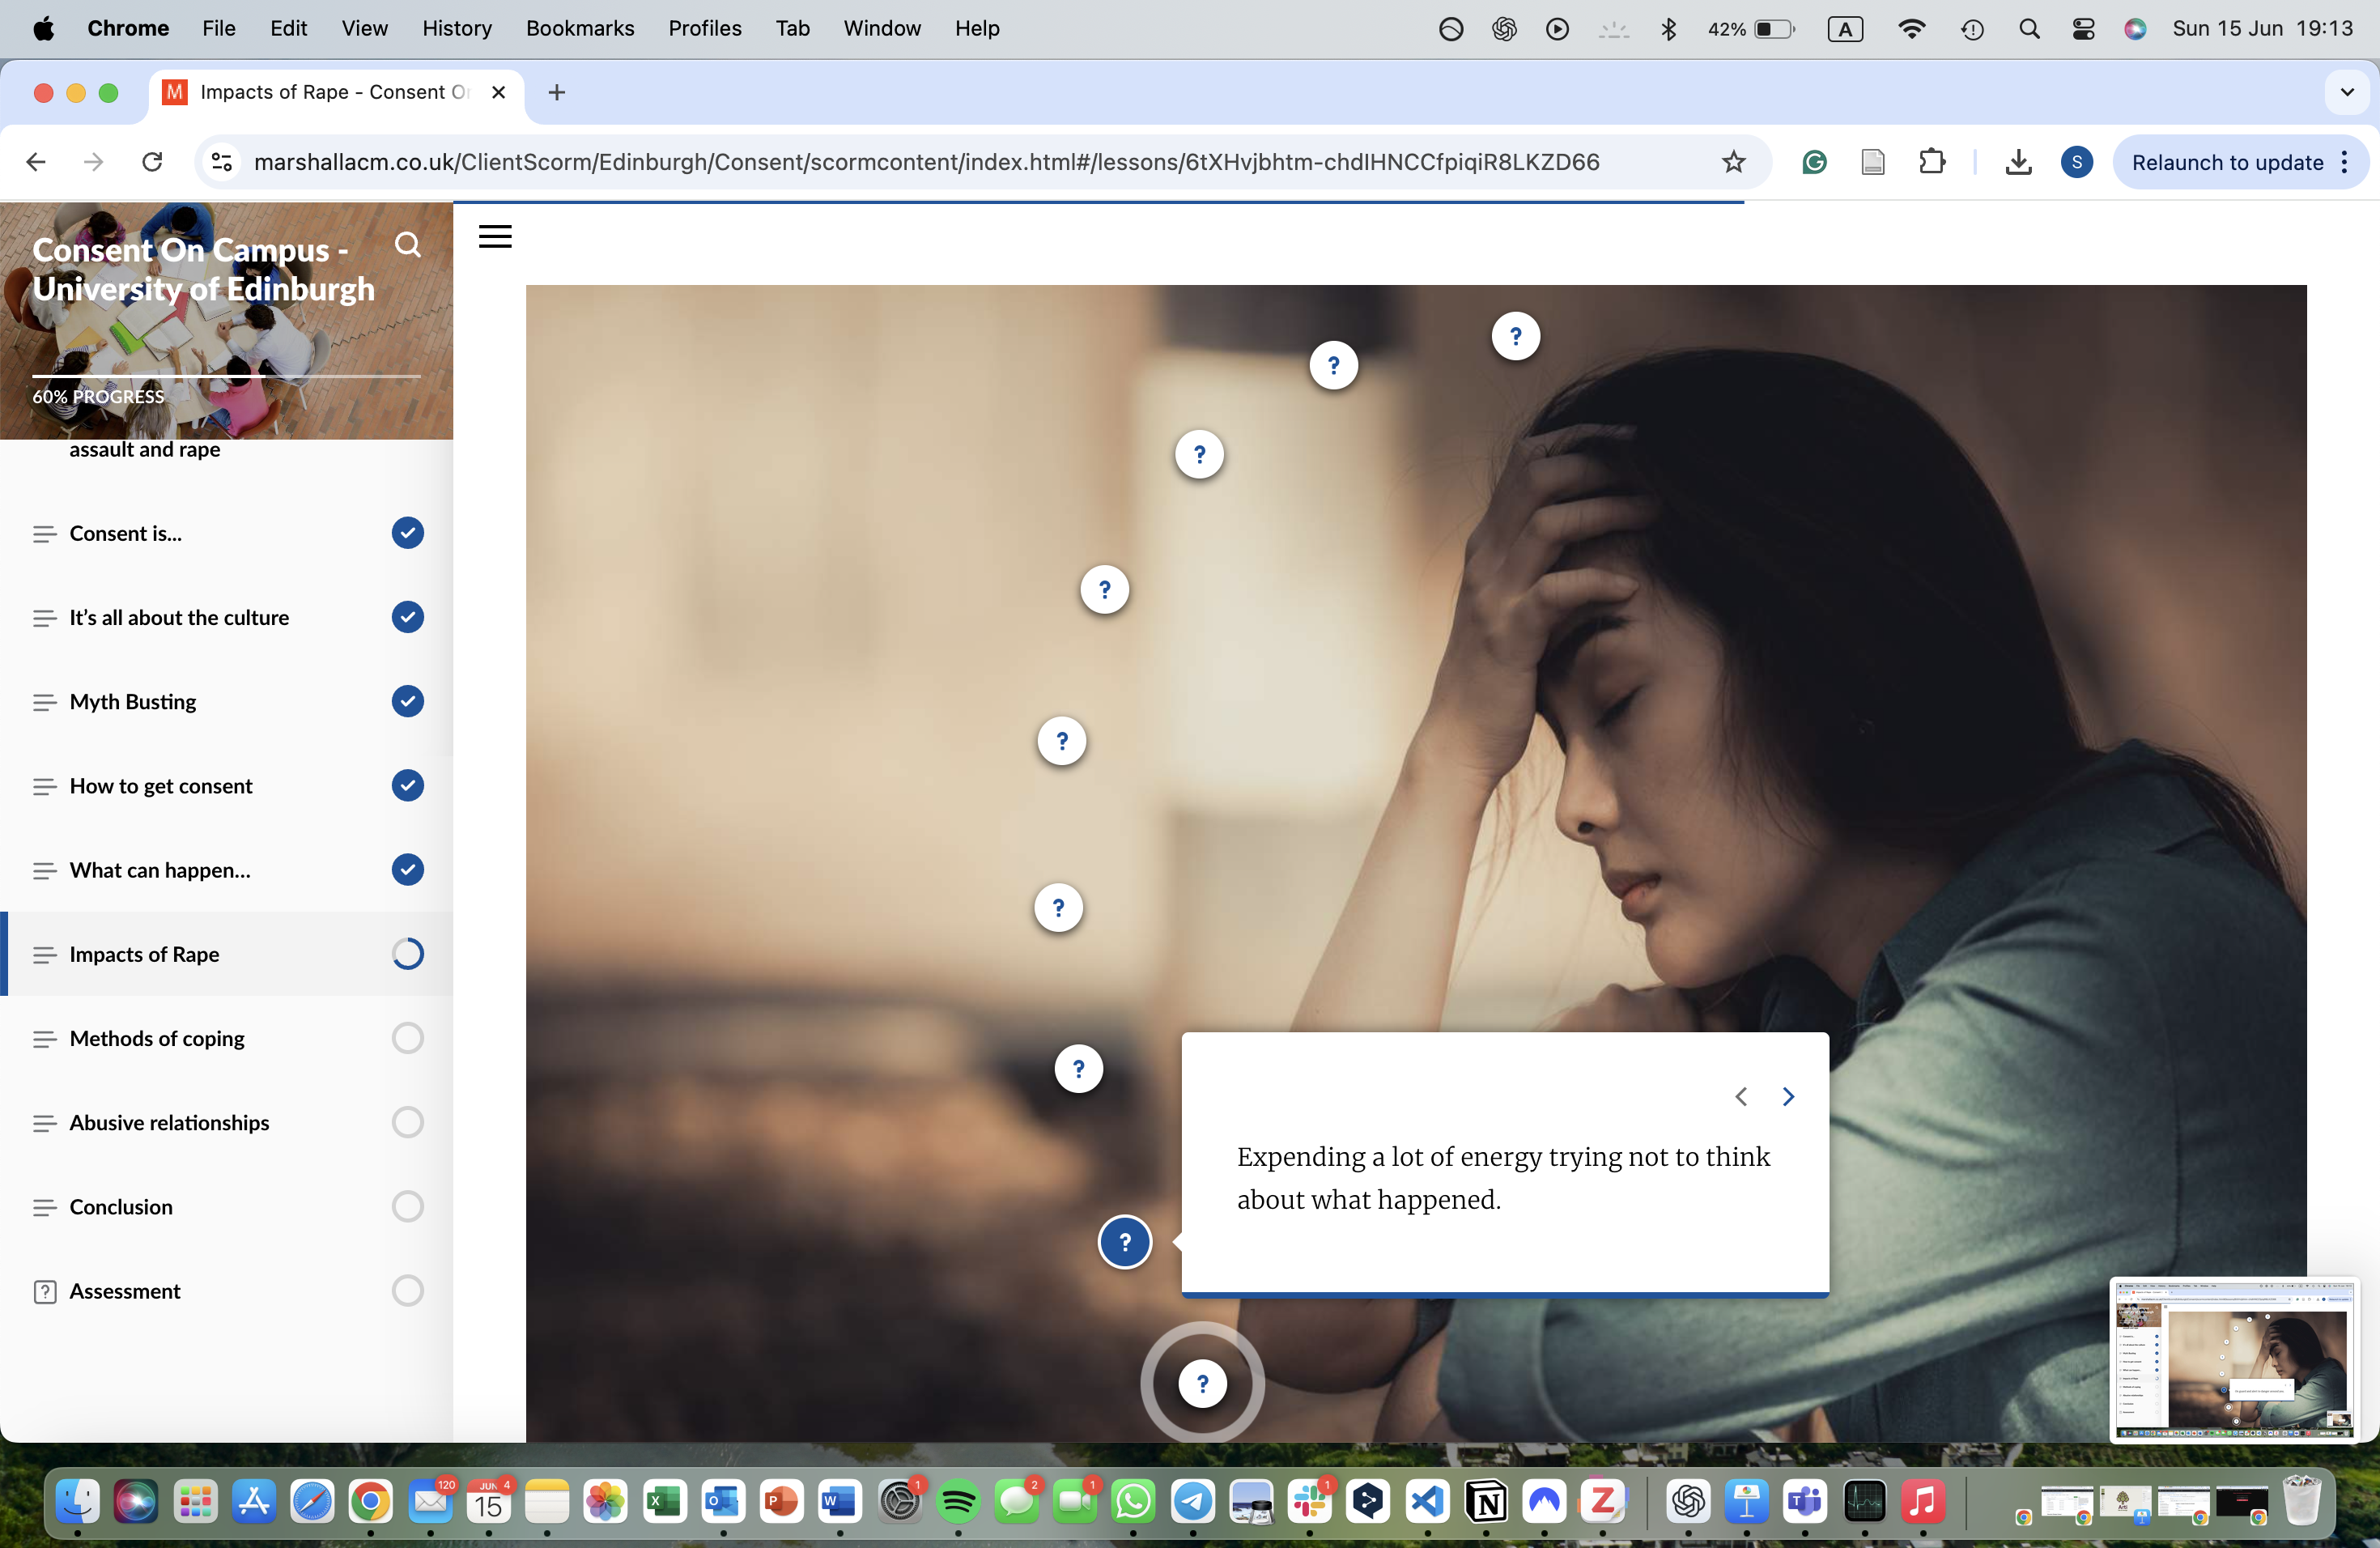 Chrome File Edit View History Bookmarks Profiles Tab Window Help
42% A Sun 15 Jun 19:13
M Impacts of Rape - Consent
marshallacm.co.uk/ClientScorm/Edinburgh/Consent/scormcontent/index.html#/lessons/6tXHvjbhtm-chdIHNCCfpiqiR8LKZD66
S Relaunch to update
Consent On Campus -
University of Edinburgh
60% PROGRESS
assault and rape
Consent is...
It’s all about the culture
Myth Busting
How to get consent
What can happen...
Impacts of Rape
Methods of coping
Abusive relationships
Conclusion
? Assessment
?
?
?
?
?
?
?
Expending a lot of energy trying not to think
about what happened.
?
?
120 JUN 4 1 2 1 1
15 X O P W N Z T